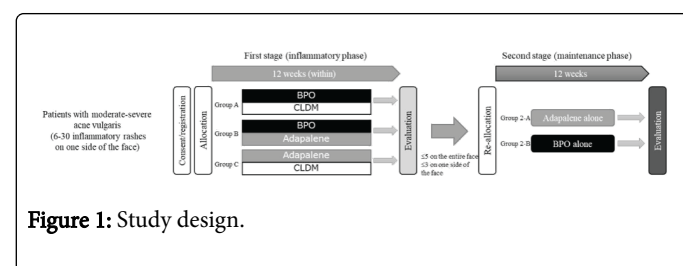 First stage (inflammatory phase)
Second stage (maintenance phase)
12 weeks (within)
12 weeks
Patients with moderate-severe
acne vulgaris
(6-30 inflammatory rashes
on one side of the face)
Consent/registration
Allocation
Group A
BPO
CLDM
Group B
BPO
Adapalene
Group C
Adapalene
CLDM
Evaluation
≤5 on the entire face
≤3 on one side of
the face
Re-allocation
Group 2-A
Adapalene alone
Group 2-B
BPO alone
Evaluation
Figure 1: Study design.